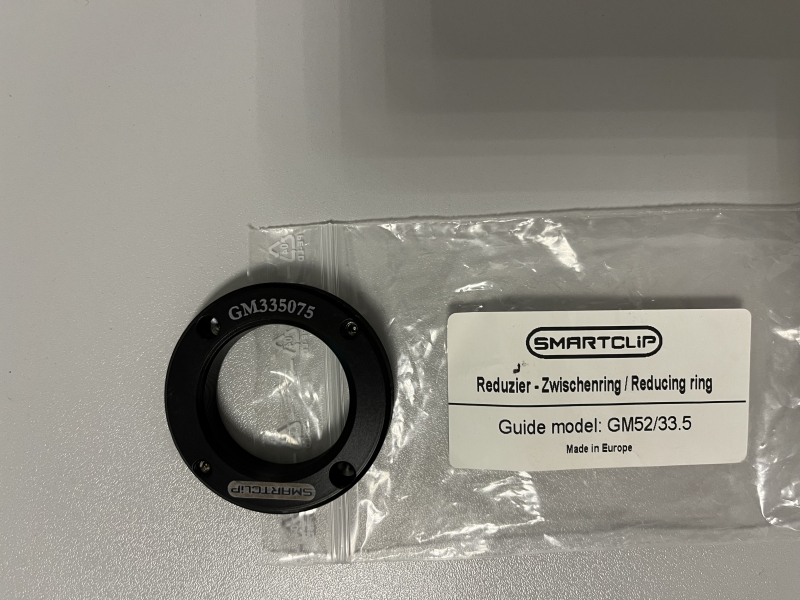 GM335075
SMARTCLiP
SMARTCLiP
Reduzier - Zwischenring / Reducing ring
Guide model: GM52/33.5
Made in Europe